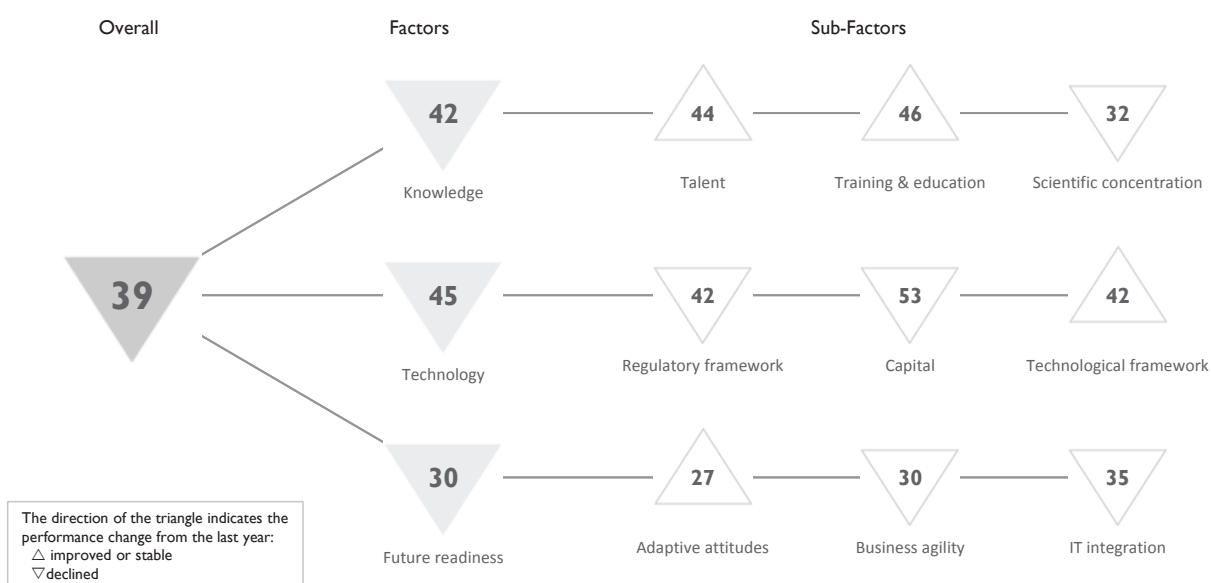 Overall
Factors
Sub-Factors
42
44
46
32
Knowledge
Talent
Training & education
Scientific concentration
39
45
42
53
42
Technology
Regulatory framework
Capital
Technological framework
30
27
30
35
Future readiness
Adaptive attitudes
Business agility
IT integration
The direction of the triangle indicates the
performance change from the last year:
△ improved or stable
▽declined